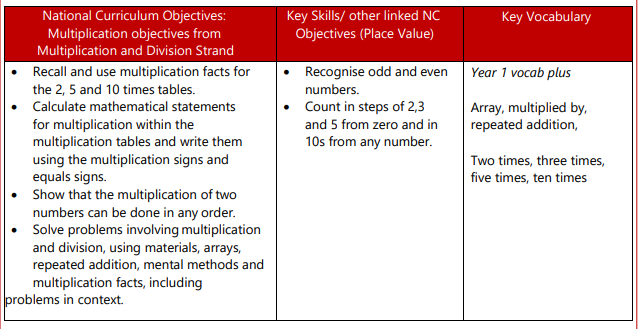 National Curriculum Objectives:
Multiplication objectives from
Multiplication and Division Strand
Key Skills/ other linked NC
Objectives (Place Value)
Key Vocabulary
• Recall and use multiplication facts for
the 2, 5 and 10 times tables.
• Calculate mathematical statements
for multiplication within the
multiplication tables and write them
using the multiplication signs and
equals signs.
• Show that the multiplication of two
numbers can be done in any order.
• Solve problems involving multiplication
and division, using materials, arrays,
repeated addition, mental methods and
multiplication facts, including
problems in context.
• Recognise odd and even
numbers.
• Count in steps of 2,3
and 5 from zero and in
10s from any number.
Year 1 vocab plus
Array, multiplied by,
repeated addition,
Two times, three times,
five times, ten times